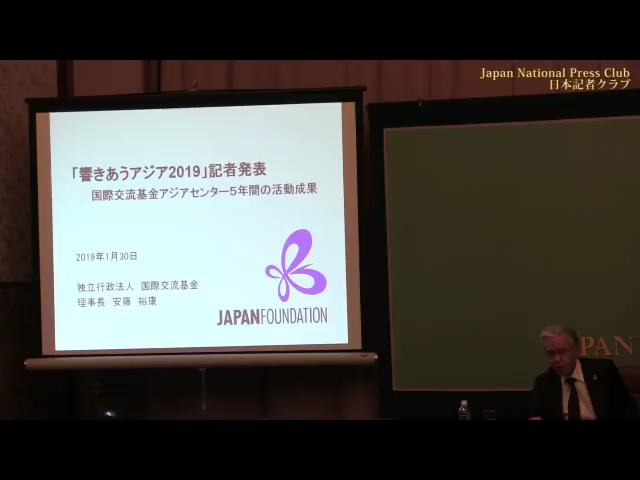 Japan National Press Club
日本記者クラブ
「響きあうアジア2019」記者発表
国際交流基金アジアセンター5年間の活動成果
2019年1月30日
独立行政法人 国際交流基金
理事長 安藤 裕康
JAPANFOUNDATION
PAN